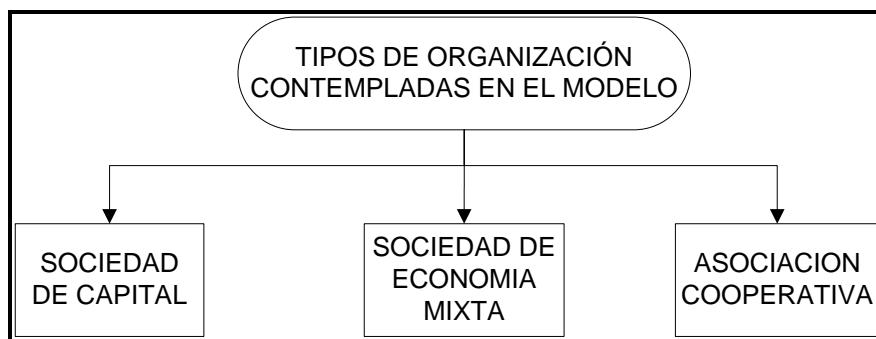 TIPOS DE ORGANIZACIÓN
CONTEMPLADAS EN EL MODELO
SOCIEDAD
DE CAPITAL
SOCIEDAD DE
ECONOMIA
MIXTA
ASOCIACION
COOPERATIVA